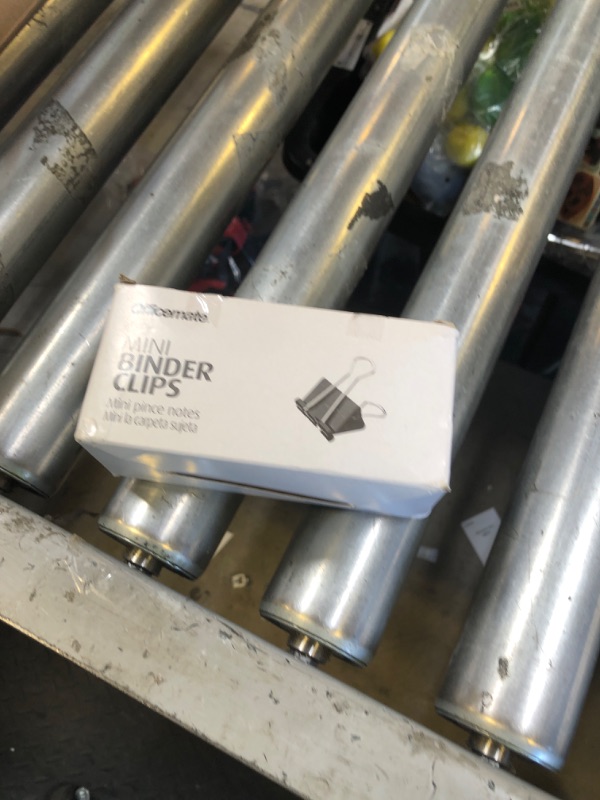 Officemate
MINI
BINDER
CLIPS
Mini pince notes
Mini la carpeta sujeta